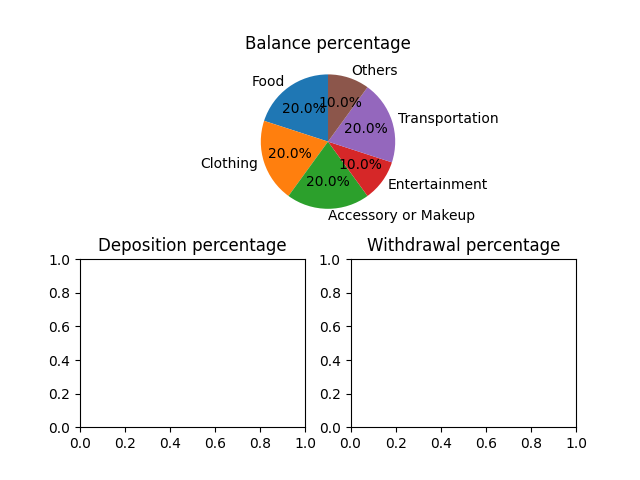 Balance percentage
Others
Food
10.0%
20.0%
Transportation
20.0%
20.0%
Clothing
10.0%
20.0%
Entertainment
Accessory or Makeup
Deposition percentage
Withdrawal percentage
1.0
0.8
0.6
0.4
0.2
0.0
0.0 0.2 0.4 0.6 0.8 1.0
1.0
0.8
0.6
0.4
0.2
0.0
0.0 0.2 0.4 0.6 0.8 1.0